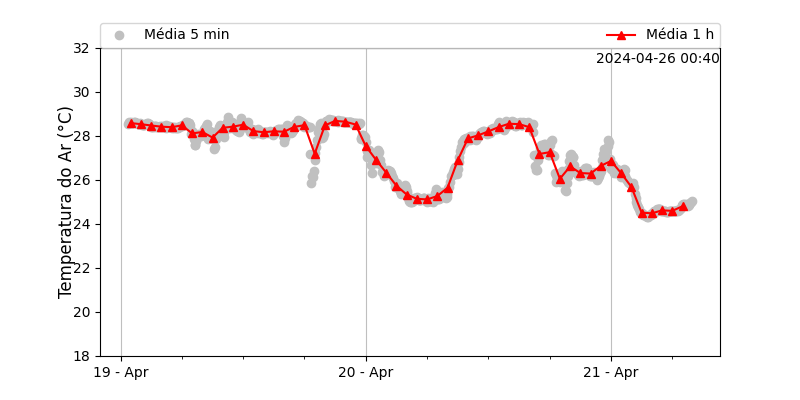 Média 5 min
Média 1 h
2024-04-26 00:40
Temperatura do Ar (°C)
32
30
28
26
24
22
20
18
19 - Apr
20 - Apr
21 - Apr